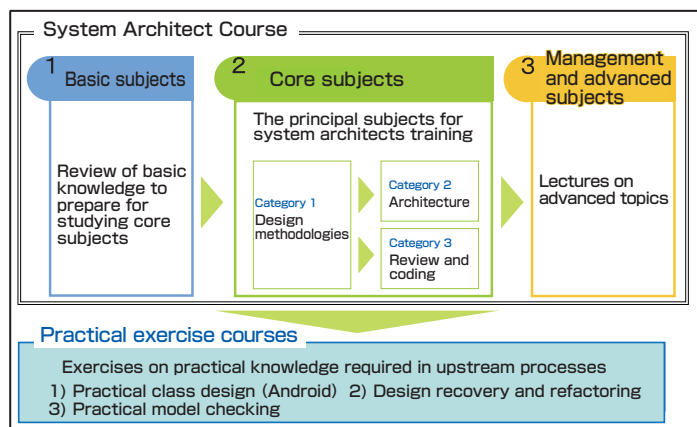 System Architect Course
1 Basic subjects
Review of basic
knowledge to
prepare for
studying core
subjects
2 Core subjects
The principal subjects for
system architects training
Category 1
Design
methodologies
Category 2
Architecture
Category 3
Review and
coding
3 Management
and advanced
subjects
Lectures on
advanced topics
Practical exercise courses
Exercises on practical knowledge required in upstream processes
1) Practical class design (Android) 2) Design recovery and refactoring
3) Practical model checking